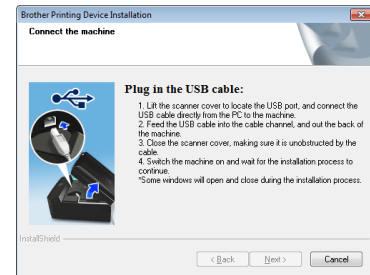 Brother Printing Device Installation
Connect the machine
Plug in the USB cable:
1. Lift the scanner cover to locate the USB port, and connect the
USB cable directly from the PC to the machine.
2. Feed the USB cable into the cable channel, and out the back of
the machine.
3. Close the scanner cover, making sure it is unobstructed by the
cable.
4. Switch the machine on and wait for the installation process to
continue.
*Some windows will open and close during the installation process.
InstallShield
< Back
Next >
Cancel